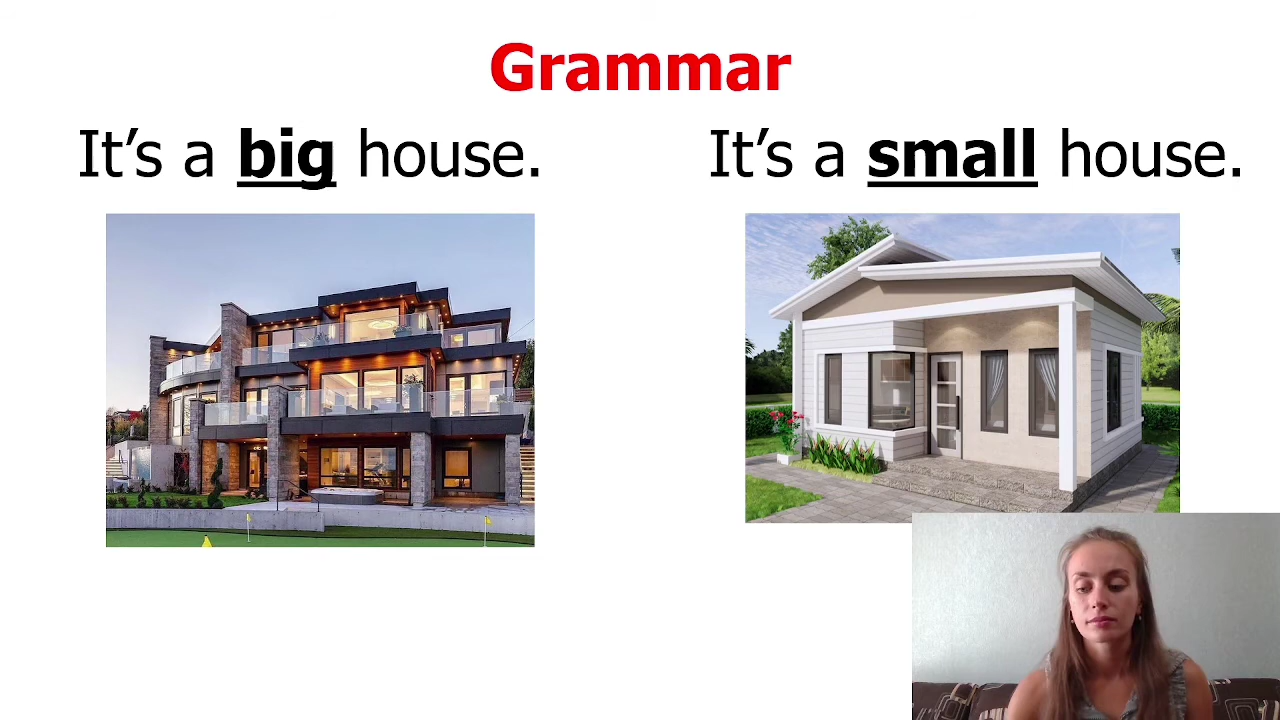 Grammar
It’s a big house.
It’s a small house.